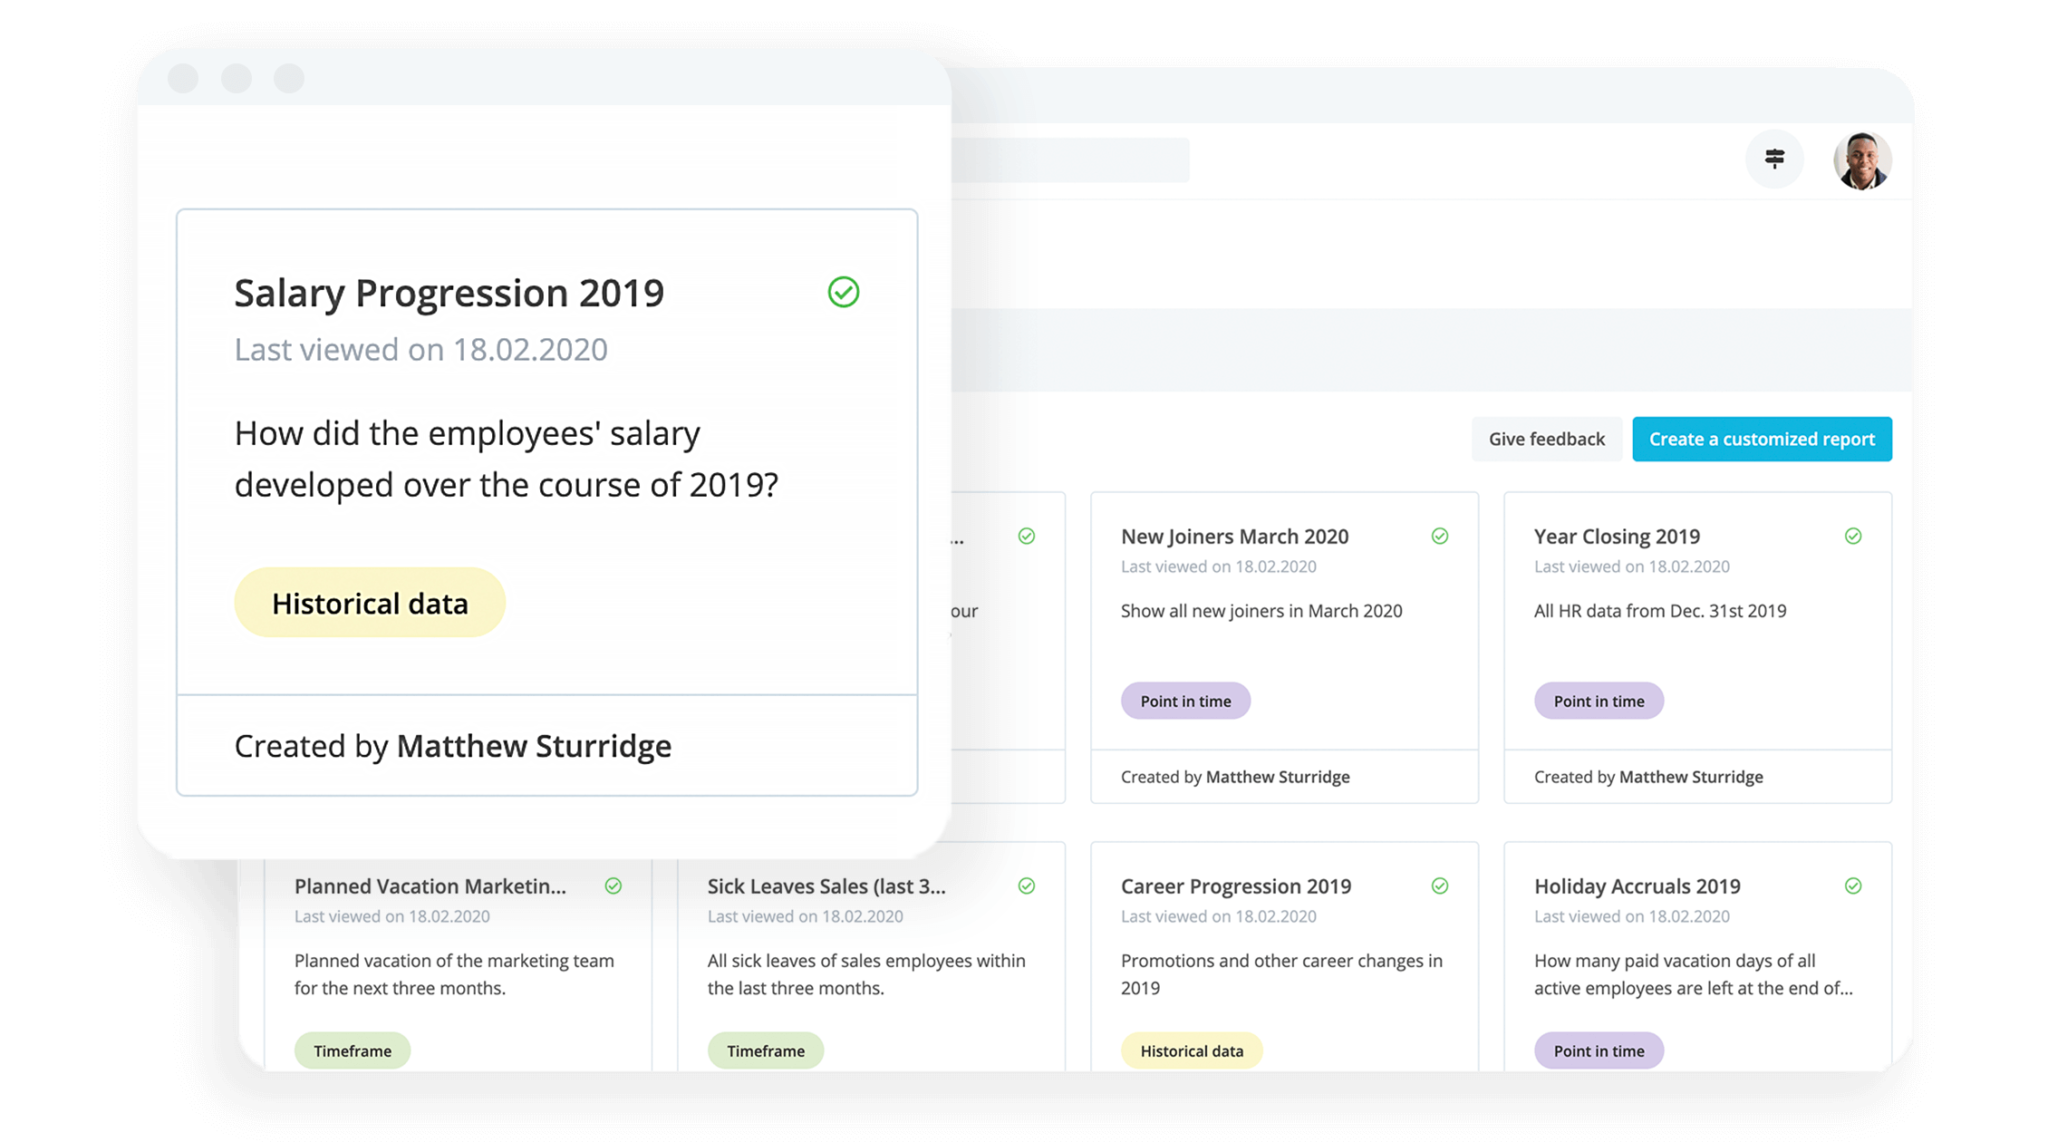 Salary Progression 2019
Last viewed on 18.02.2020
How did the employees' salary
developed over the course of 2019?
Historical data
Created by Matthew Sturridge
Give feedback
Create a customized report
...
our
New Joiners March 2020
Last viewed on 18.02.2020
Show all new joiners in March 2020
Point in time
Created by Matthew Sturridge
Year Closing 2019
Last viewed on 18.02.2020
All HR data from Dec. 31st 2019
Point in time
Created by Matthew Sturridge
Planned Vacation Marketin...
Last viewed on 18.02.2020
Planned vacation of the marketing team
for the next three months.
Timeframe
Sick Leaves Sales (last 3...
Last viewed on 18.02.2020
All sick leaves of sales employees within
the last three months.
Timeframe
Career Progression 2019
Last viewed on 18.02.2020
Promotions and other career changes in
2019
Historical data
Holiday Accruals 2019
Last viewed on 18.02.2020
How many paid vacation days of all
active employees are left at the end of...
Point in time